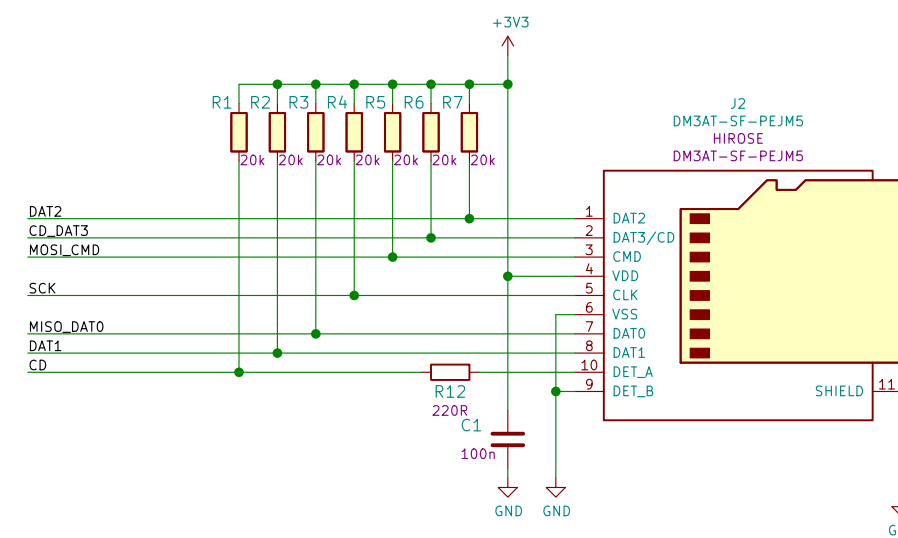 +3V3
R1 R2 R3 R4 R5 R6 R7
20k 20k 20k 20k 20k 20k 20k
J2
DM3AT-SF-PEJM5
HIROSE
DM3AT-SF-PEJM5
DAT2 1 DAT2
CD_DAT3 2 DAT3/CD
MOSI_CMD 3 CMD
4 VDD
SCK 5 CLK
6 VSS
MISO_DAT0 7 DAT0
DAT1 8 DAT1
CD 10 DET_A
R12 9 DET_B SHIELD 11
220R
C1
100n
GND GND
G